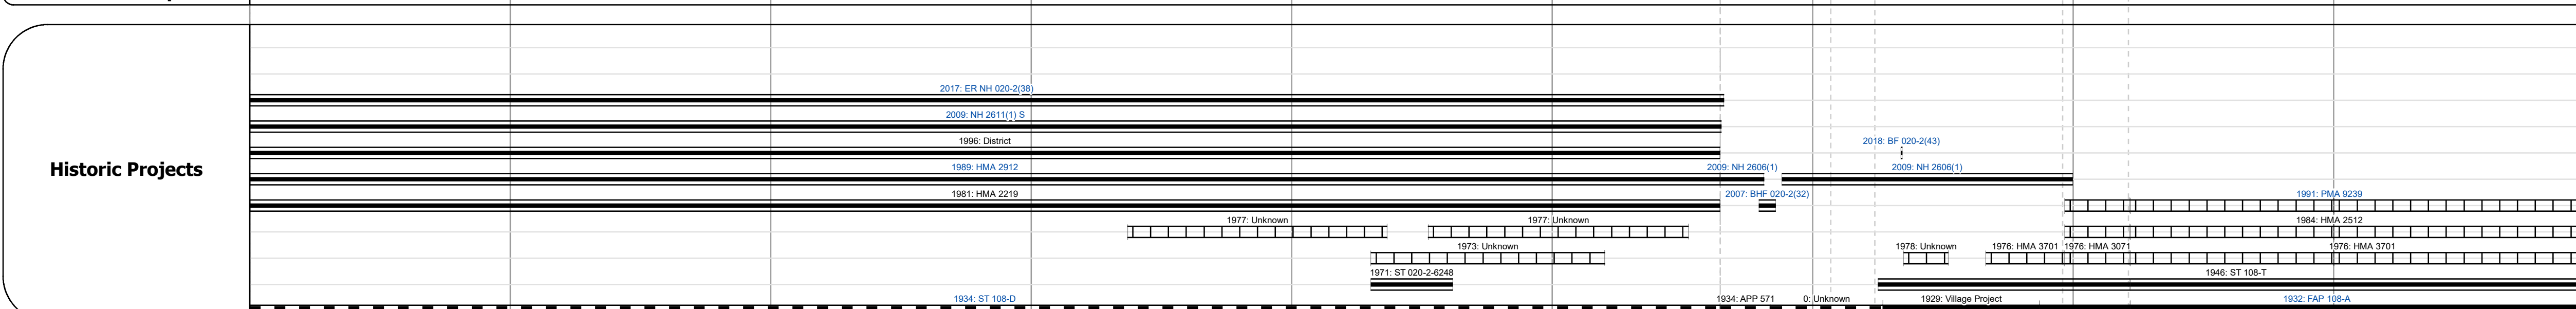 2017: ER NH 020-2(38)
2009: NH 2611(1) S
1996: District
2018: BF 020-2(43)
Historic Projects
1989: HMA 2912
2009: NH 2606(1)
2009: NH 2606(1)
1981: HMA 2219
2007: BHF 020-2(32)
1991: PMA 9239
1977: Unknown
1977: Unknown
1984: HMA 2512
1973: Unknown
1978: Unknown
1976: HMA 3701
1976: HMA 3071
1976: HMA 3701
1971: ST 020-2-6248
1946: ST 108-T
1934: ST 108-D
1934: APP 571
0: Unknown
1929: Village Project
1932: FAP 108-A